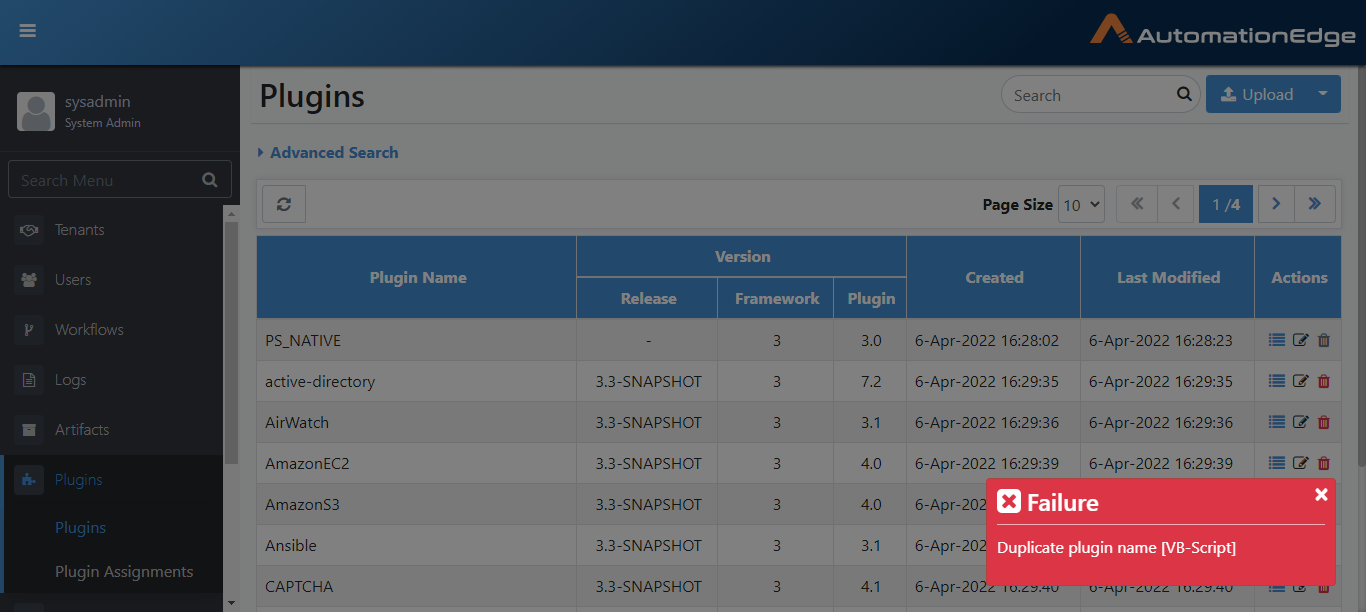 AutomationEdge
sysadmin
System Admin
Search Menu
Tenants
Users
Workflows
Logs
Artifacts
Plugins
Plugins
Plugin Assignments
Plugins
Search
Upload
Advanced Search
Page Size 10
1 /4
Plugin Name Version Created Last Modified Actions
Release Framework Plugin
PS_NATIVE - 3 3.0 6-Apr-2022 16:28:02 6-Apr-2022 16:28:23
active-directory 3.3-SNAPSHOT 3 7.2 6-Apr-2022 16:29:35 6-Apr-2022 16:29:35
AirWatch 3.3-SNAPSHOT 3 3.1 6-Apr-2022 16:29:36 6-Apr-2022 16:29:36
AmazonEC2 3.3-SNAPSHOT 3 4.0 6-Apr-2022 16:29:39 6-Apr-2022 16:29:39
AmazonS3 3.3-SNAPSHOT 3 4.0 6-Apr-202
Ansible 3.3-SNAPSHOT 3 3.1 6-Apr-202
CAPTCHA 3.3-SNAPSHOT 3 4.1 6-Apr-2022 16:29:40 6-Apr-2022 16:29:40
Failure
Duplicate plugin name [VB-Script]